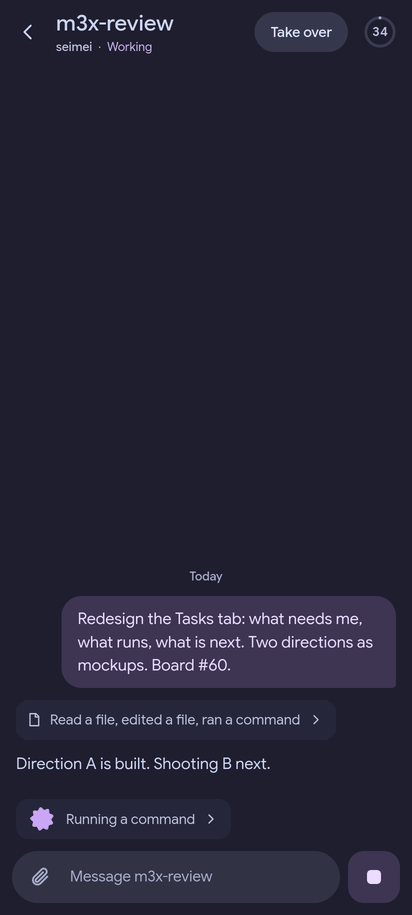 m3x-review
seimei · Working
Take over
34
Today
Redesign the Tasks tab: what needs me,
what runs, what is next. Two directions as
mockups. Board #60.
Read a file, edited a file, ran a command
Direction A is built. Shooting B next.
Running a command
Message m3x-review